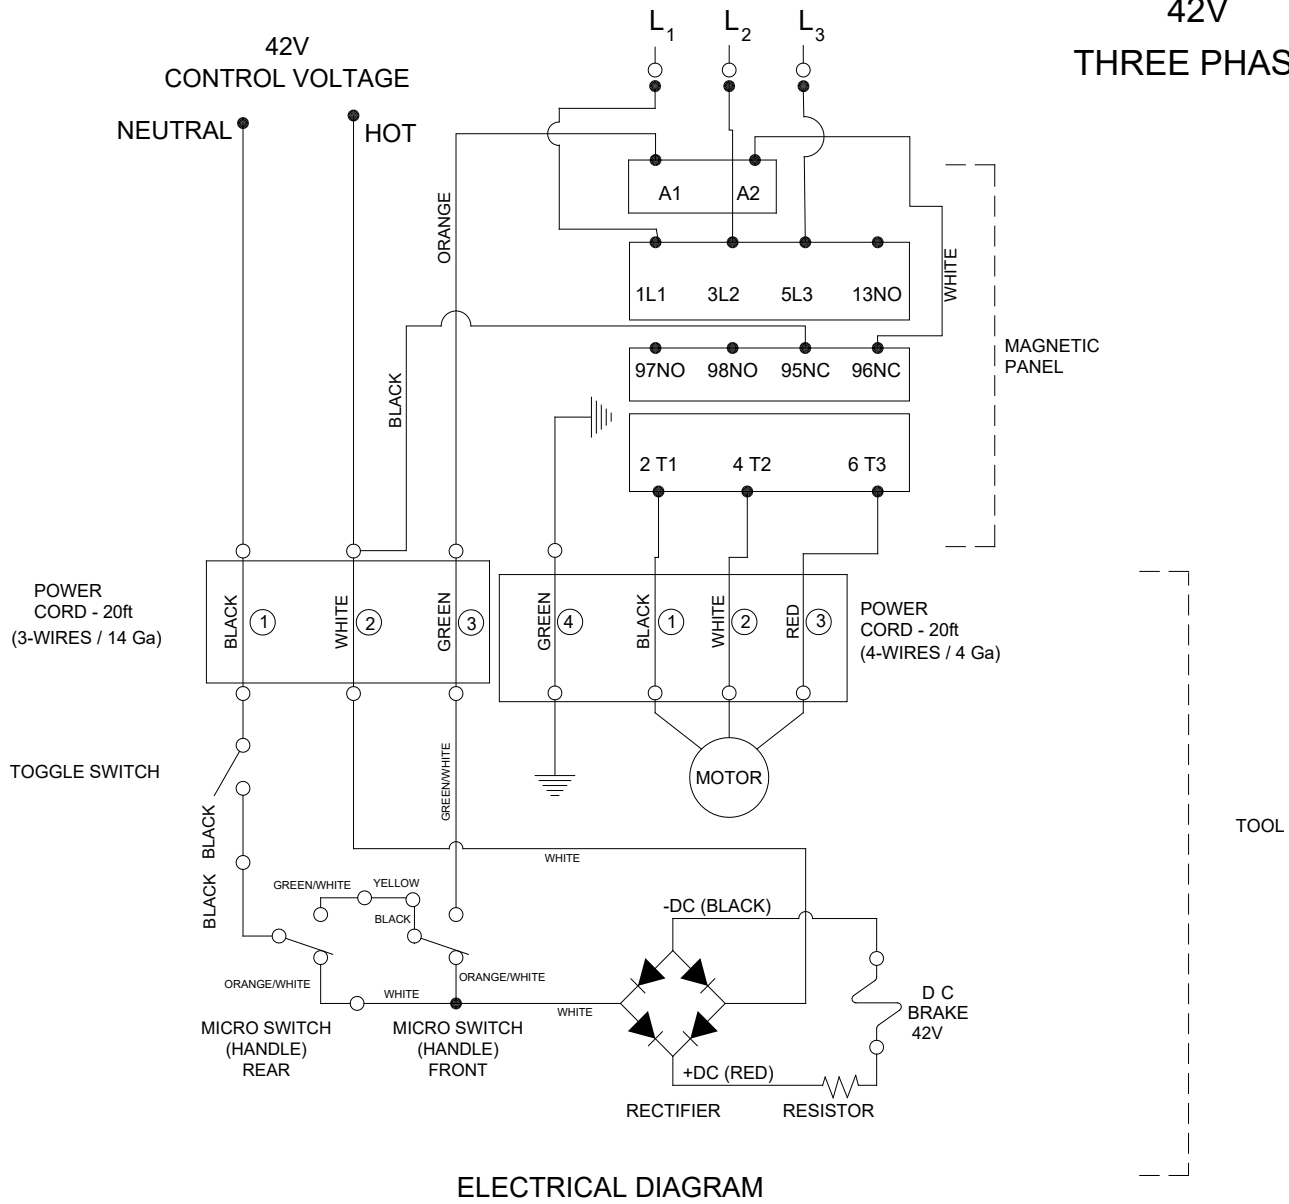 42V
THREE PHAS
L1
L2
L3
42V
CONTROL VOLTAGE
NEUTRAL
HOT
A1
A2
ORANGE
WHITE
1L1
3L2
5L3
13NO
MAGNETIC
PANEL
97NO
98NO
95NC
96NC
BLACK
2 T1
4 T2
6 T3
POWER
CORD - 20ft
(3-WIRES / 14 Ga)
BLACK
1
WHITE
2
GREEN
3
GREEN
4
BLACK
1
WHITE
2
RED
3
POWER
CORD - 20ft
(4-WIRES / 4 Ga)
TOGGLE SWITCH
GREEN/WHITE
MOTOR
BLACK
TOOL
WHITE
BLACK
GREEN/WHITE
YELLOW
BLACK
-DC (BLACK)
ORANGE/WHITE
WHITE
ORANGE/WHITE
WHITE
D C
BRAKE
42V
MICRO SWITCH
(HANDLE)
REAR
MICRO SWITCH
(HANDLE)
FRONT
+DC (RED)
RECTIFIER
RESISTOR
ELECTRICAL DIAGRAM